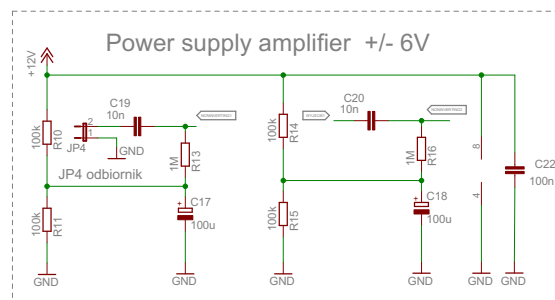 Power supply amplifier +/- 6V
+12V
C19
10n
C20
10n
100k
R10
2
1
JP4
GND
1M
R13
100k
R14
1M
R16
8
4
C22
100n
JP4 odbiornik
100k
R11
C17
100u
100k
R15
C18
100u
GND
GND
GND
GND
GND
GND